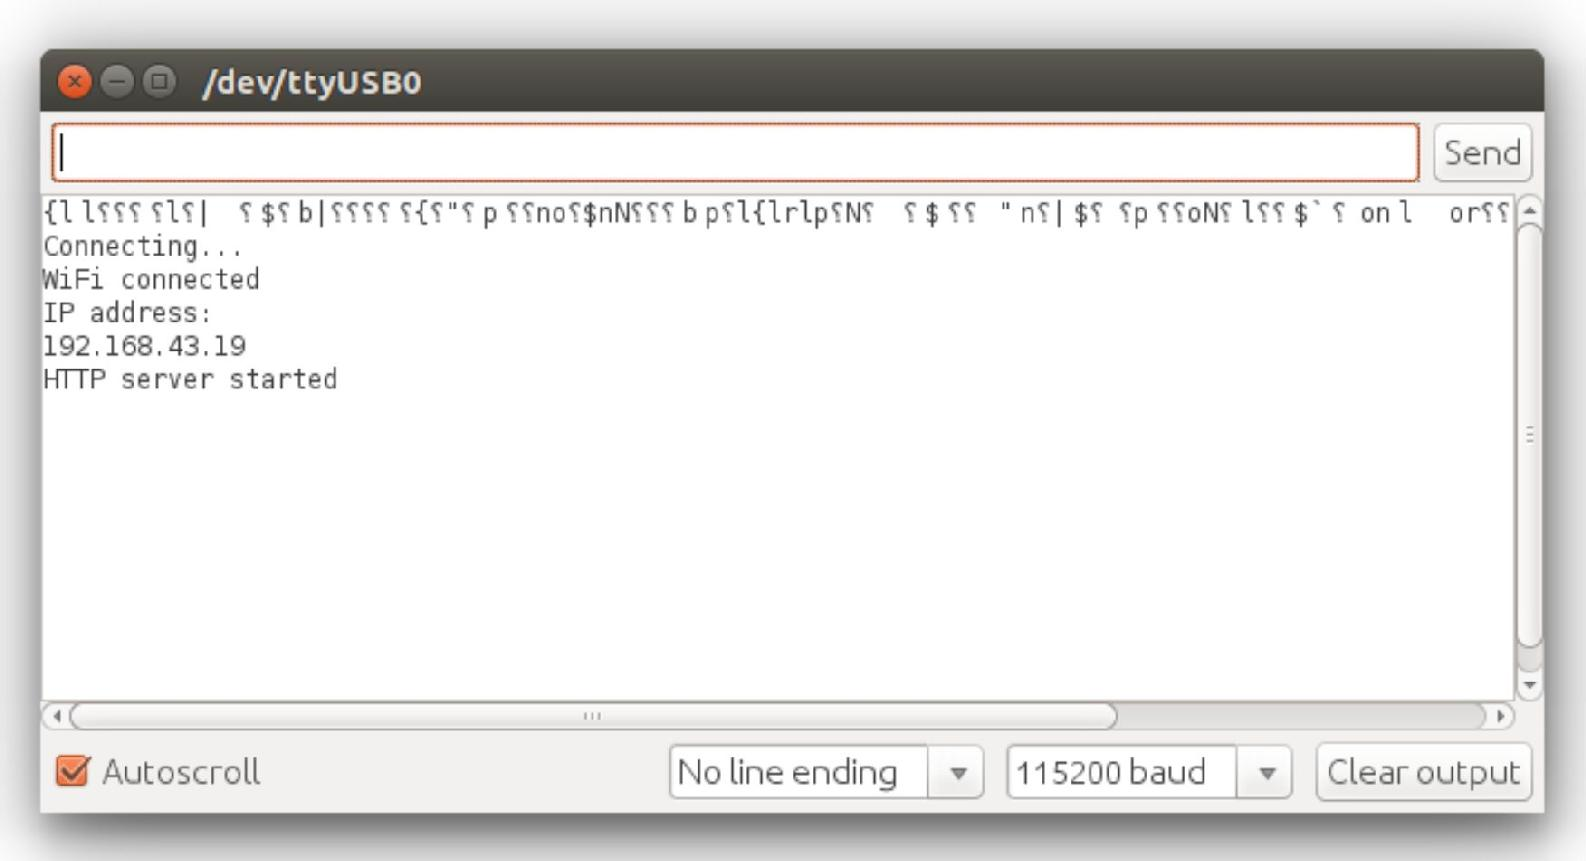 /dev/ttyUSB0
Send
{l l⸮⸮⸮ ⸮l⸮|   ⸮ $⸮ b|⸮⸮⸮⸮ ⸮{⸮"⸮ p ⸮⸮no⸮$nN⸮⸮⸮ b p⸮l{lrlp⸮N⸮   ⸮ $ ⸮⸮   " n⸮| $⸮  ⸮p ⸮⸮oN⸮ l⸮⸮ $` ⸮  on l    or⸮⸮
Connecting...
WiFi connected
IP address:
192.168.43.19
HTTP server started
Autoscroll
No line ending
115200 baud
Clear output